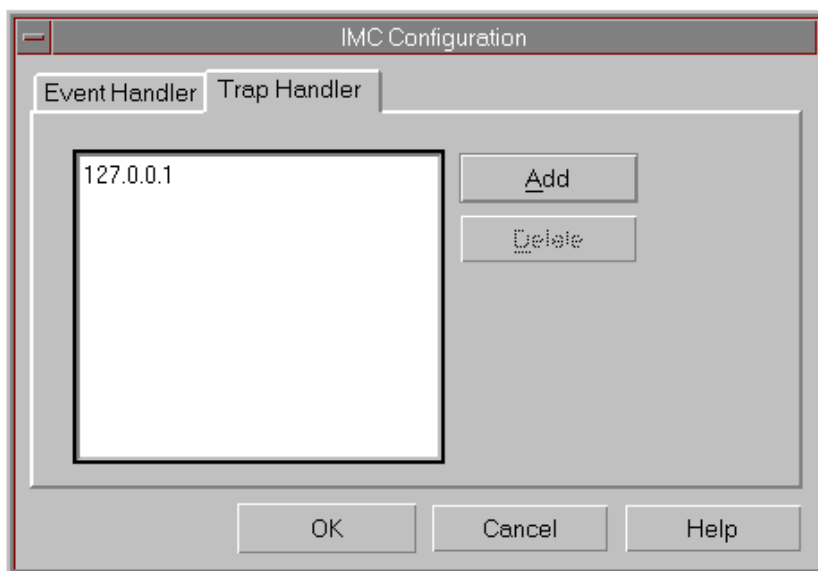 IMC Configuration
Event Handler
Trap Handler
127.0.0.1
Add
Delete
OK
Cancel
Help